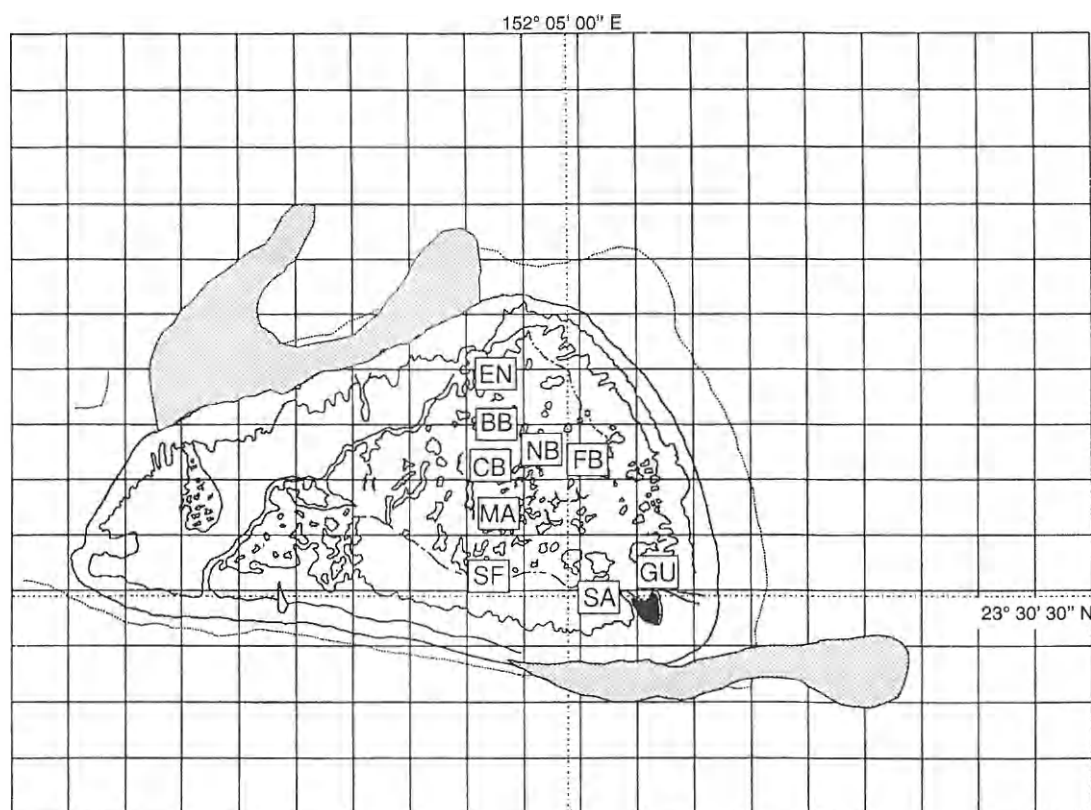 152° 05' 00" E
EN
BB
NB
FB
CB
MA
SF
GU
SA
23° 30' 30" N